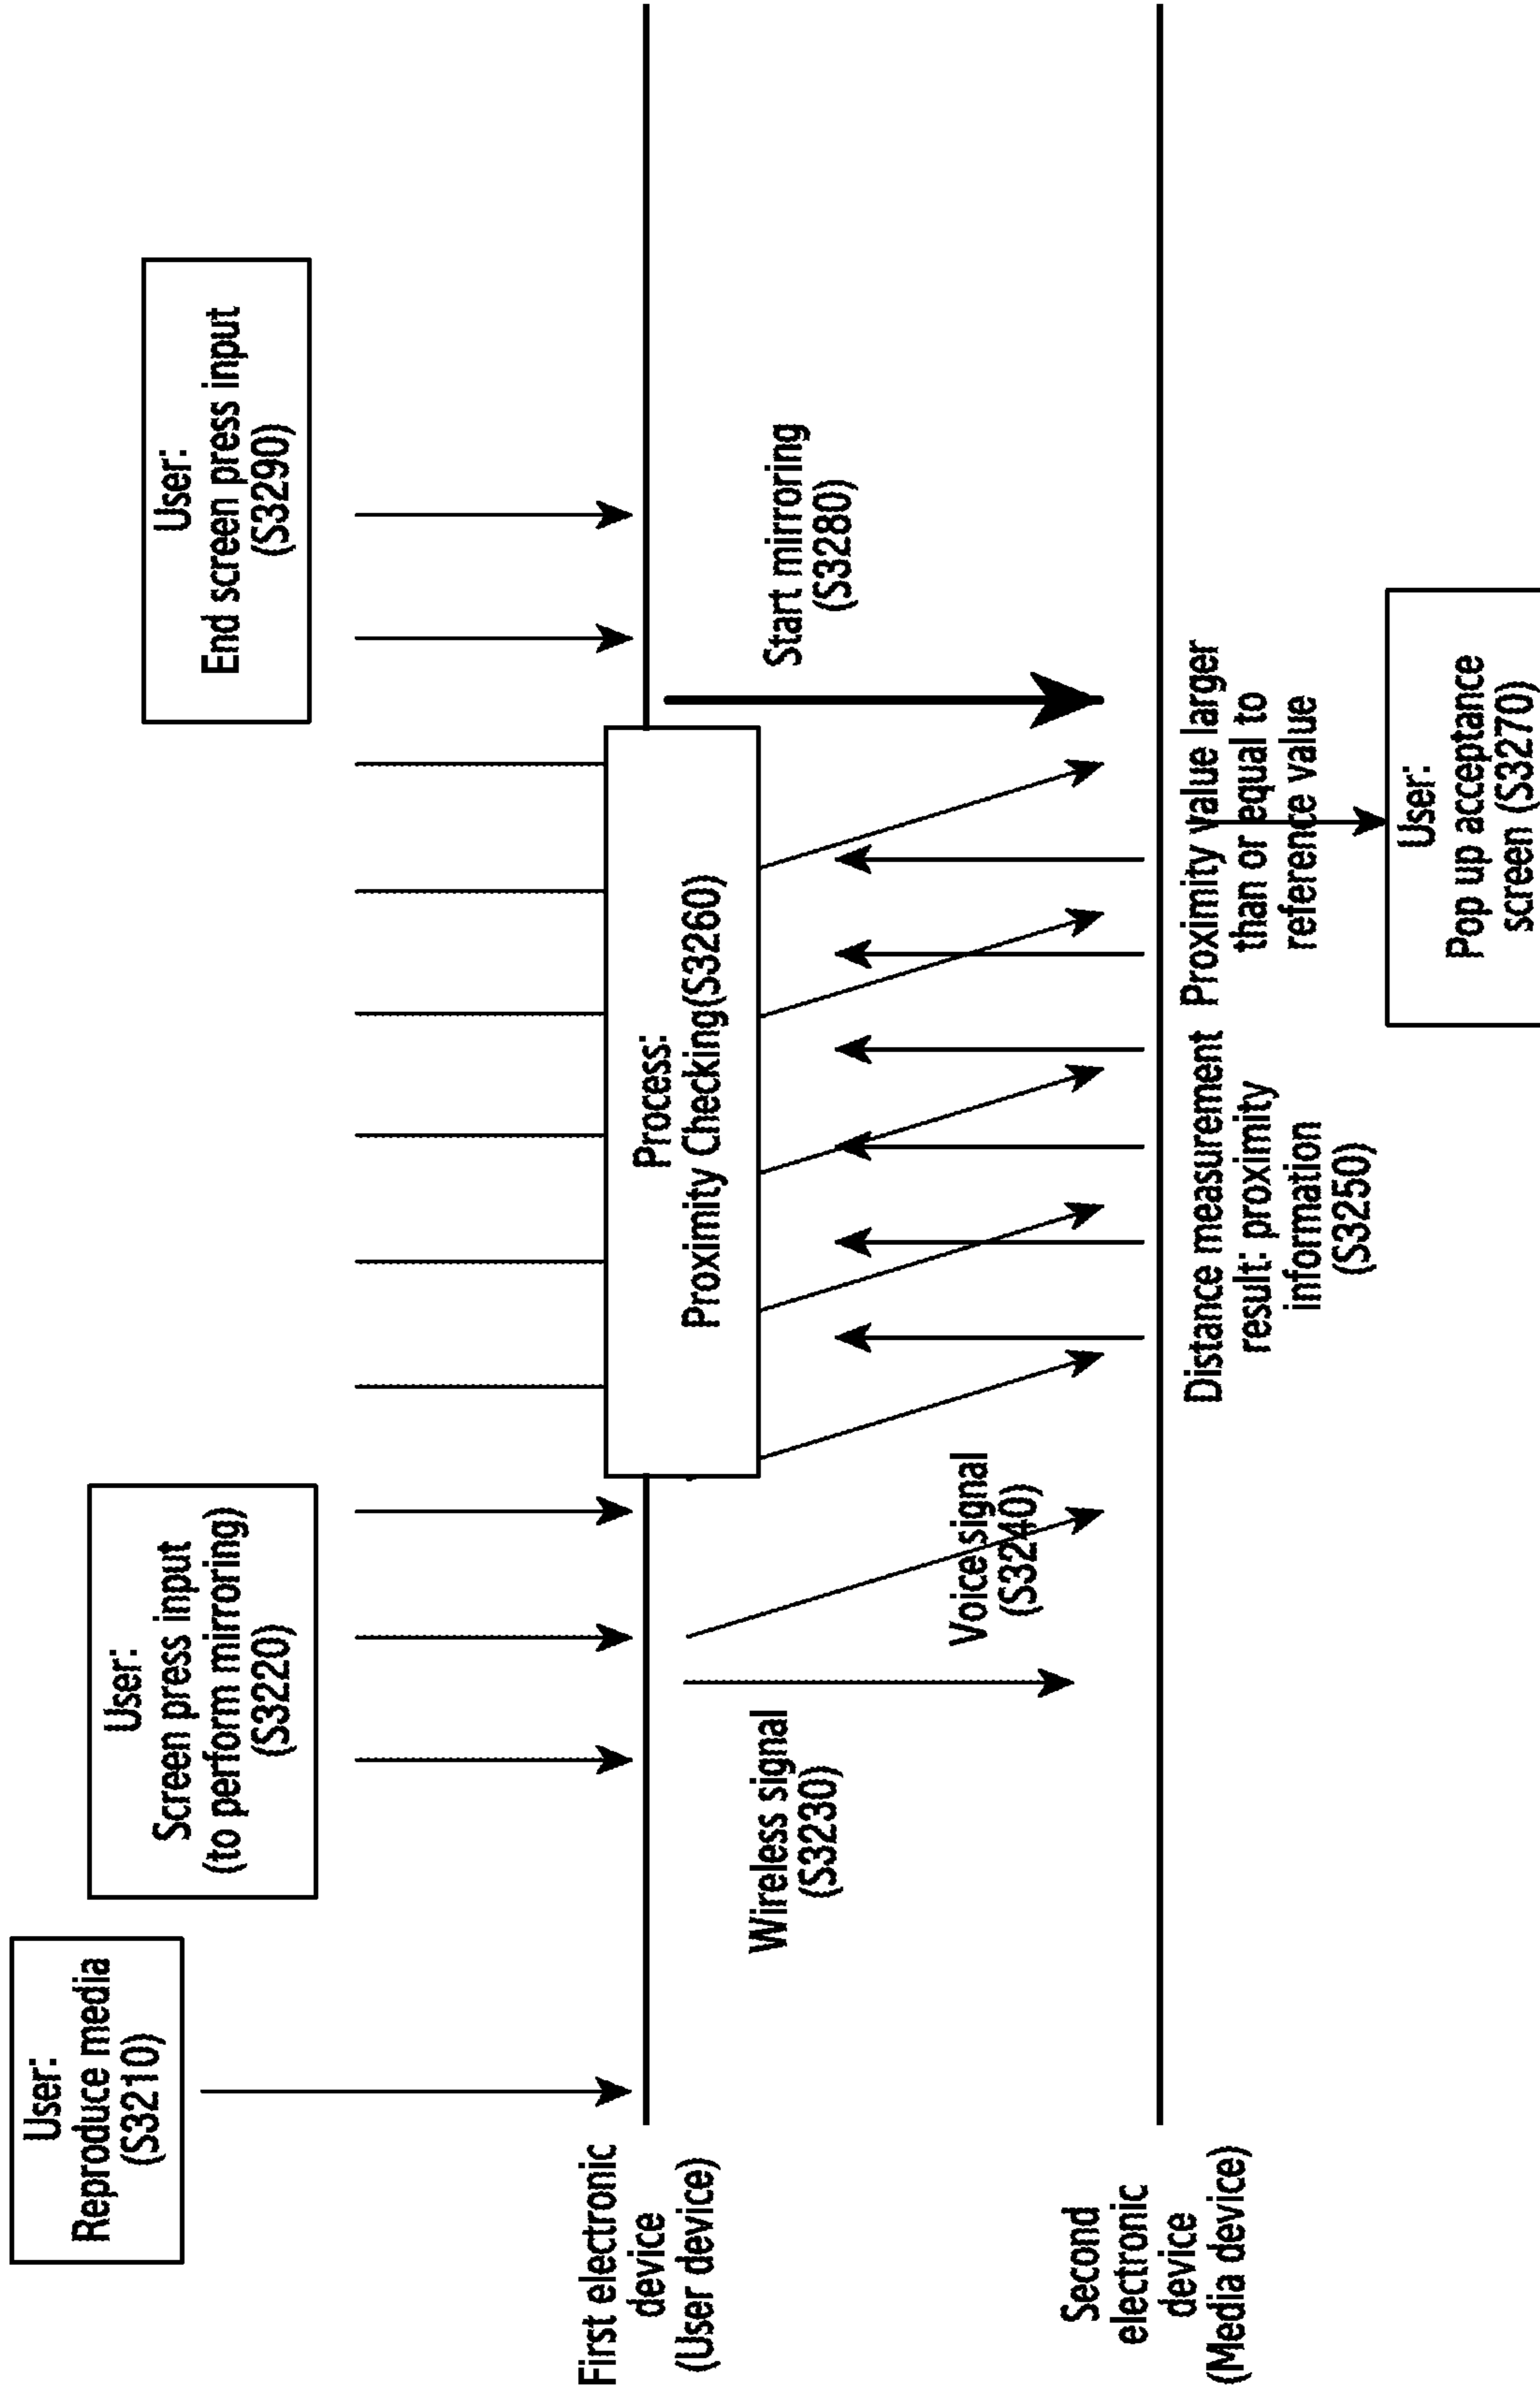 User:
Reproduce media
(S3210)
User:
Screen press input
(to perform mirroring)
(S3220)
User:
End screen press input
(S3290)
First electronic
device
(User device)
Process:
Proximity Checking(S3260)
Wireless signal
(S3230)
Voice signal
(S3240)
Start mirroring
(S3280)
Second
electronic
device
(Media device)
Distance measurement
result: proximity
information
(S3250)
Proximity value larger
than or equal to
reference value
User:
Pop up acceptance
screen (S3270)